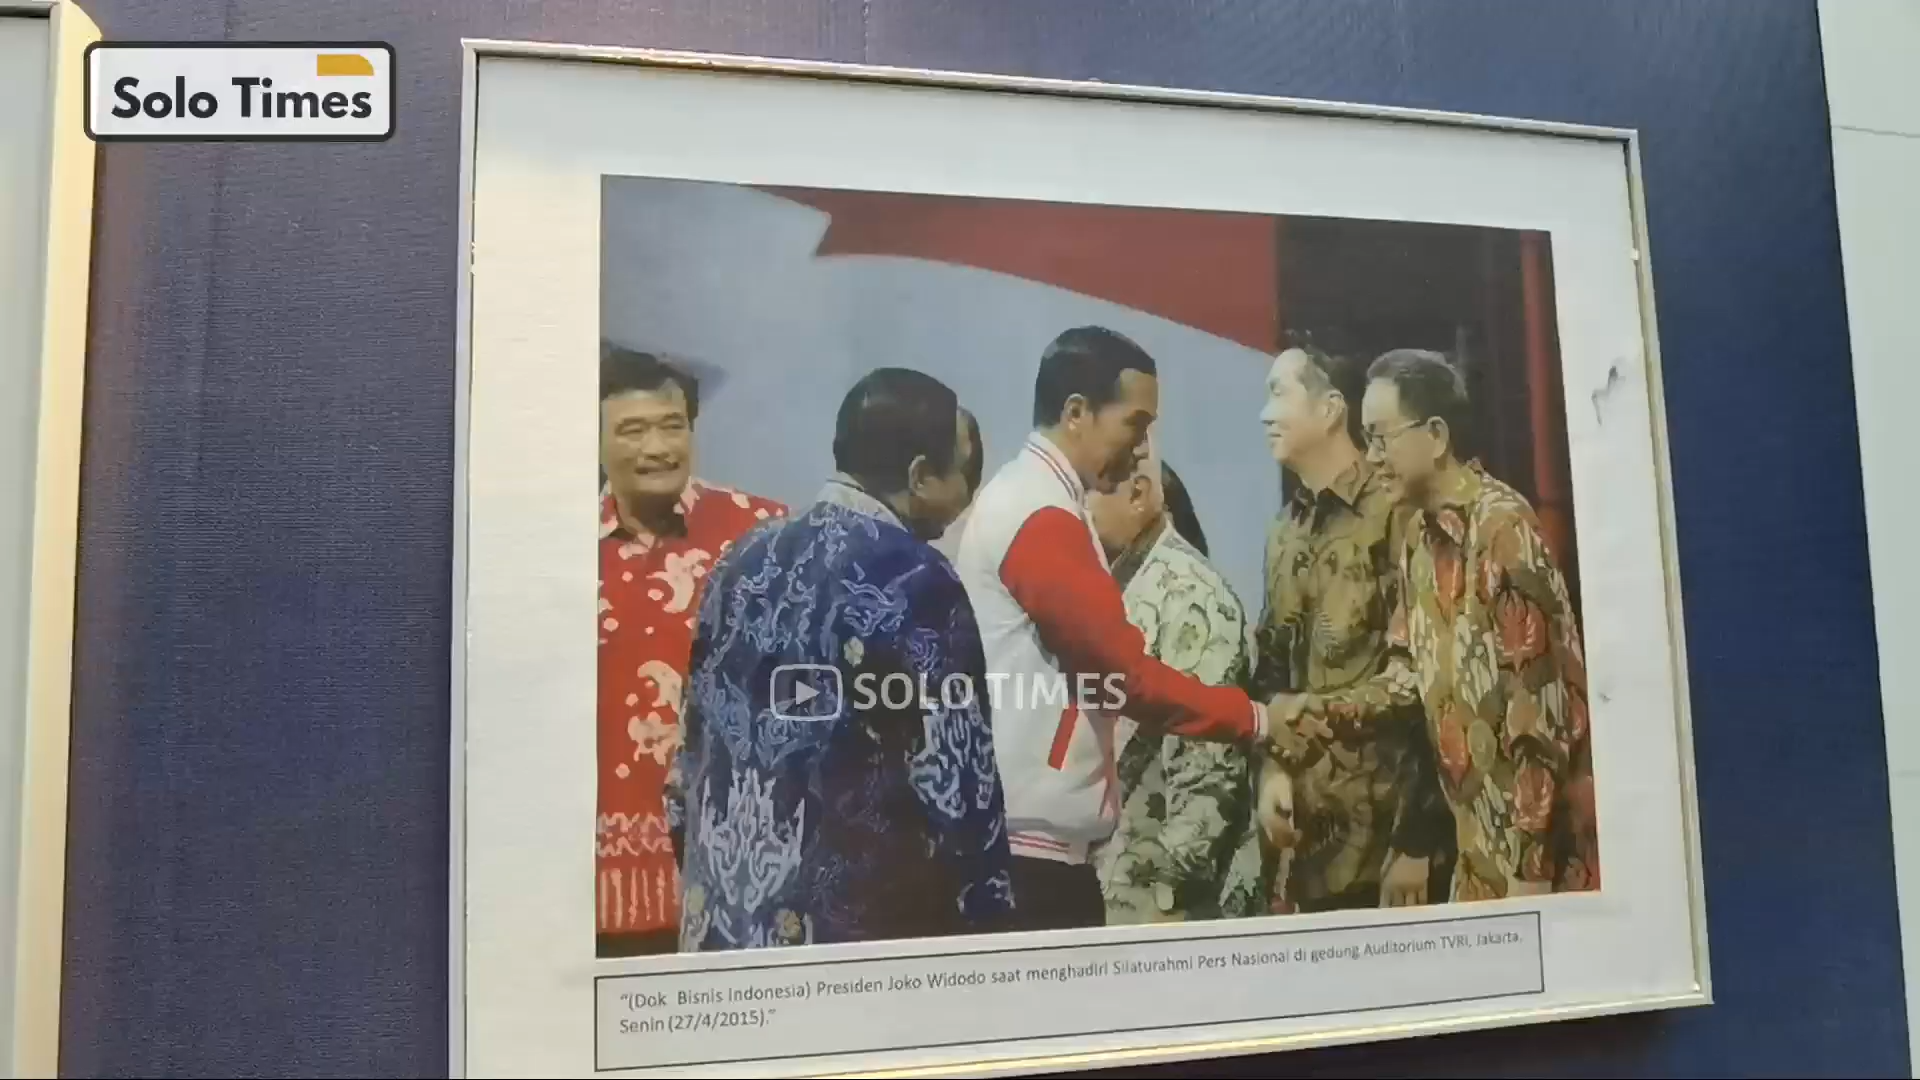 Solo Times
SOLO TIMES
"(Dok Bisnis Indonesia) Presiden Joko Widodo saat menghadiri Silaturahmi Pers Nasional di gedung Auditorium TVRI, Jakarta,
Senin (27/4/2015)."